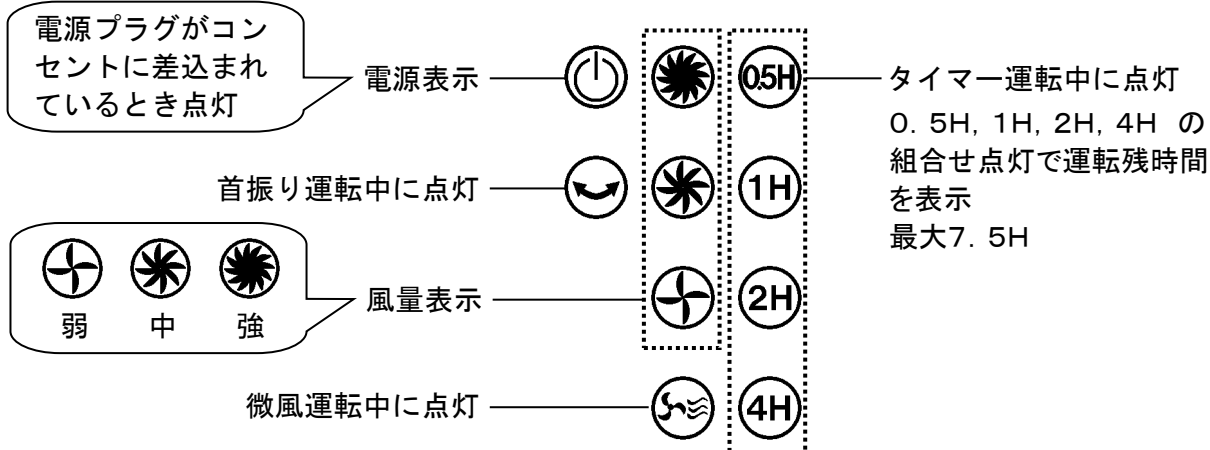 電源プラグがコン
セントに差込まれ
ているとき点灯
電源表示
0.5H
タイマー運転中に点灯
0．5H，1H，2H，4H の
組合せ点灯で運転残時間
を表示
最大7．5H
首振り運転中に点灯
1H
弱 中 強
風量表示
2H
微風運転中に点灯
4H